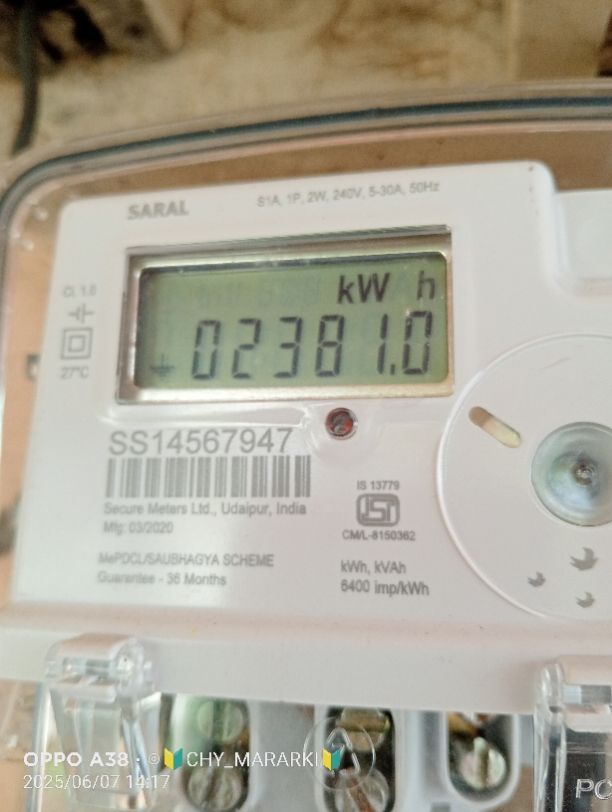 SARAL
S1A, 1P, 2W, 240V, 5-30A, 50Hz
Cl. 1.0
kW h
02381.0
27°C
SS14567947
Secure Meters Ltd., Udaipur, India
Mfg: 03/2020
MePDCL/SAUBHAGYA SCHEME
Guarantee - 36 Months
IS 13779
ISI
CM/L-8150362
kWh, kVAh
6400 imp/kWh
OPPO A38 · ©🔰CHY_MARARKI🔰
2025/06/07 14:17